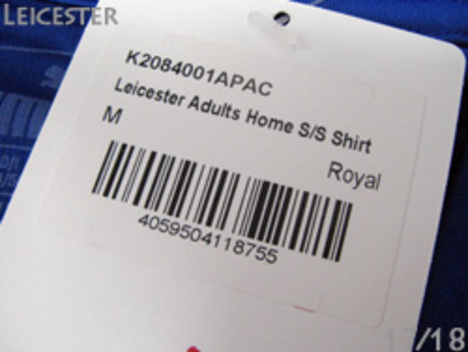 LEICESTER
K2084001APAC
Leicester Adults Home S/S Shirt
M
Royal
4059504118755
17/18